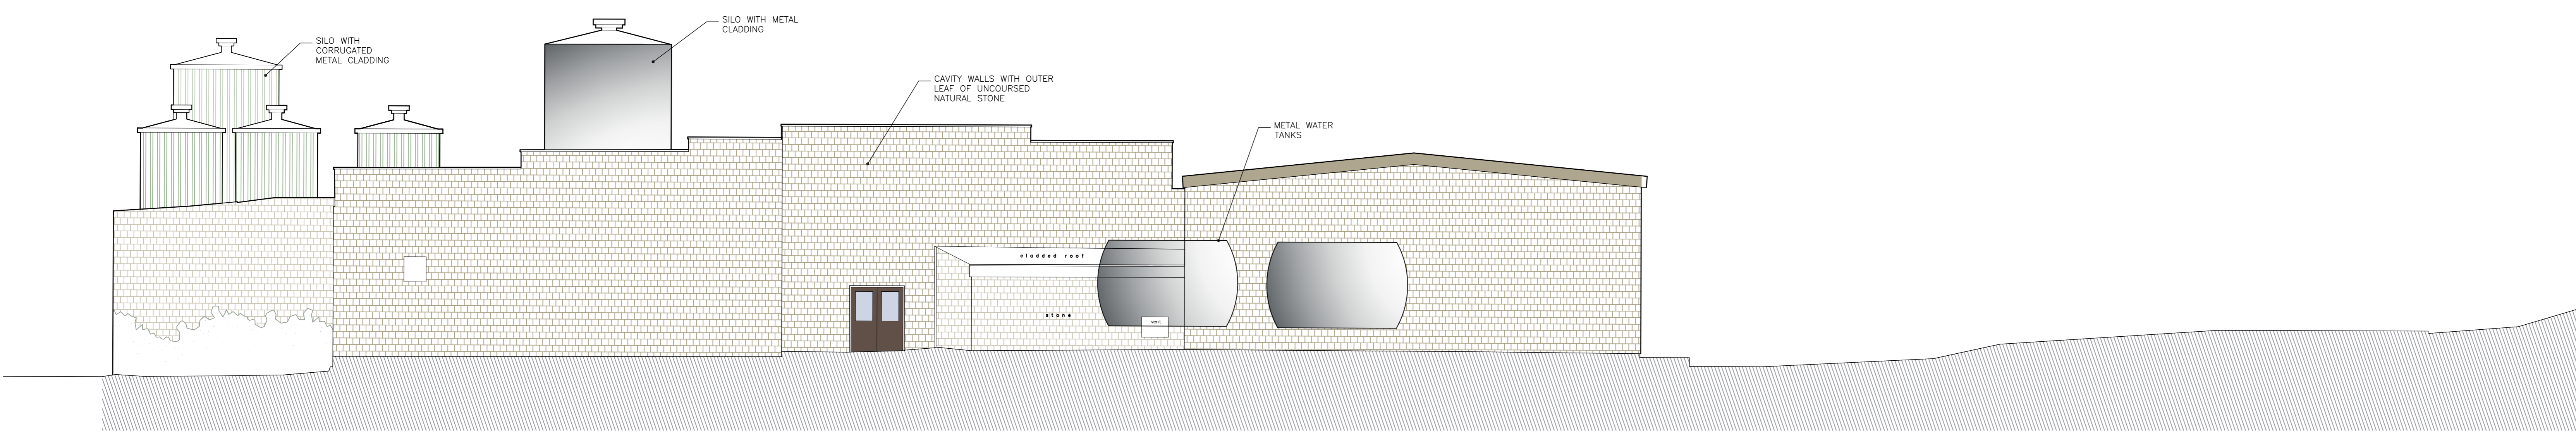 SILO WITH
CORRUGATED
METAL CLADDING
SILO WITH METAL
CLADDING
CAVITY WALLS WITH OUTER
LEAF OF UNCOURSED
NATURAL STONE
METAL WATER
TANKS
cladded roof
stone
vent